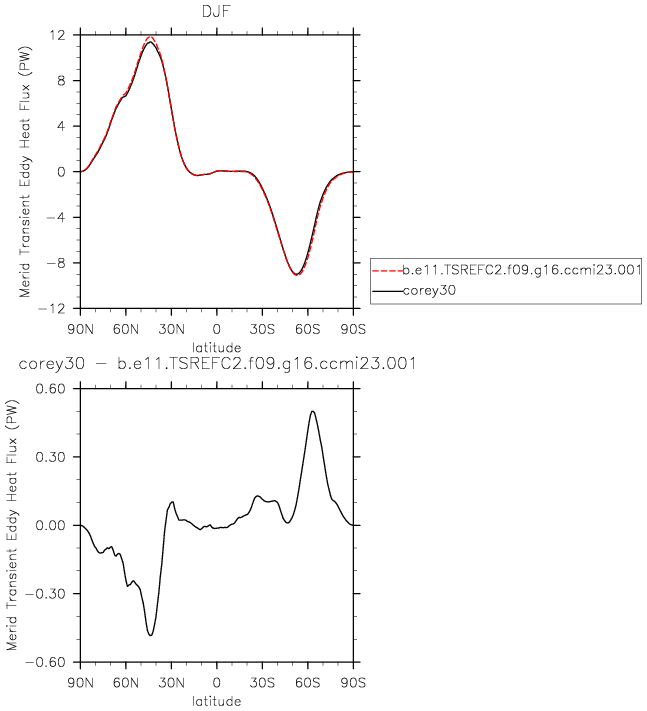 DJF
Merid Transient Eddy Heat Flux (PW)
12
8
4
0
−4
−8
−12
90N 60N 30N 0 30S 60S 90S
latitude
b.e11.TSREFC2.f09.g16.ccmi23.001
corey30
corey30 − b.e11.TSREFC2.f09.g16.ccmi23.001
Merid Transient Eddy Heat Flux (PW)
0.60
0.30
0.00
−0.30
−0.60
90N 60N 30N 0 30S 60S 90S
latitude